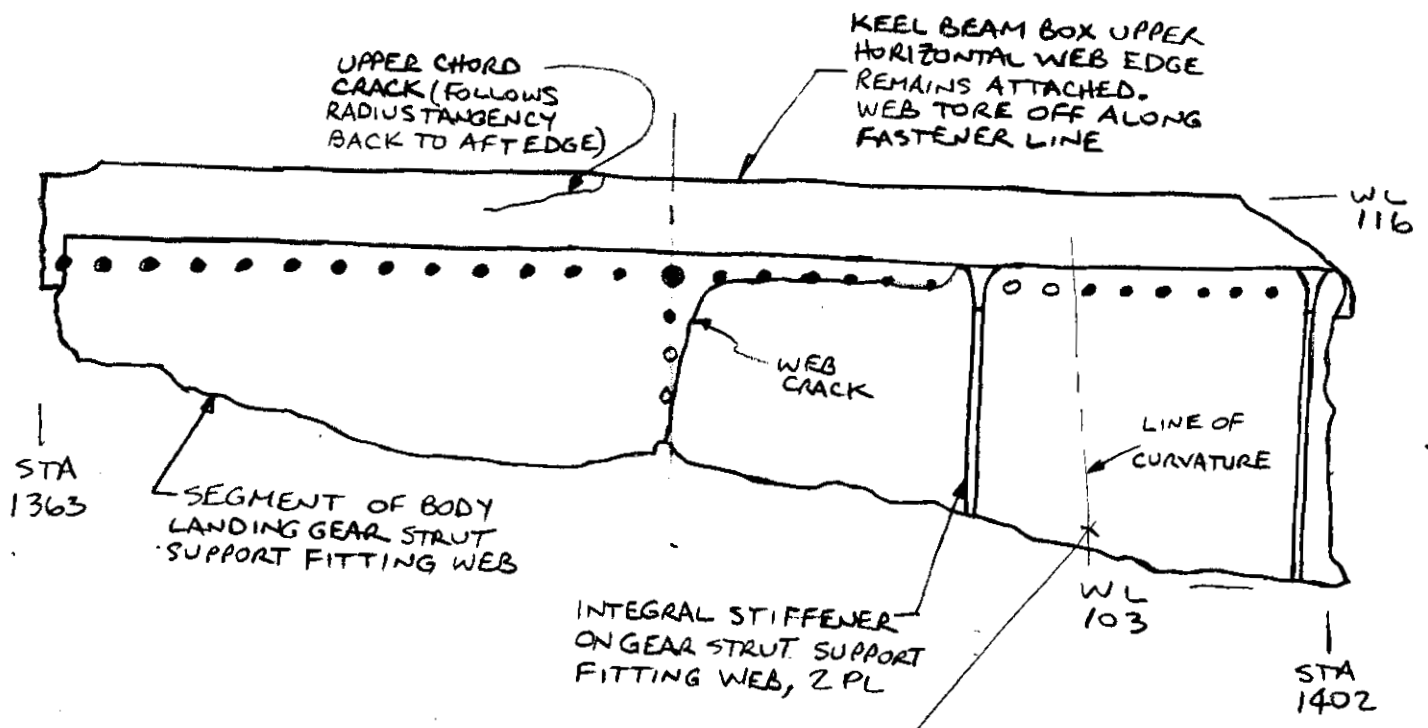 UPPER CHORD
CRACK (FOLLOWS
RADIUS TANGENCY
BACK TO AFT EDGE)
KEEL BEAM BOX UPPER
HORIZONTAL WEB EDGE
REMAINS ATTACHED.
WEB TORE OFF ALONG
FASTENER LINE
WL
116
WEB
CRACK
LINE OF
CURVATURE
STA
1363
SEGMENT OF BODY
LANDING GEAR STRUT
SUPPORT FITTING WEB
INTEGRAL STIFFENER
ON GEAR STRUT SUPPORT
FITTING WEB, 2 PL
WL
103
STA
1402